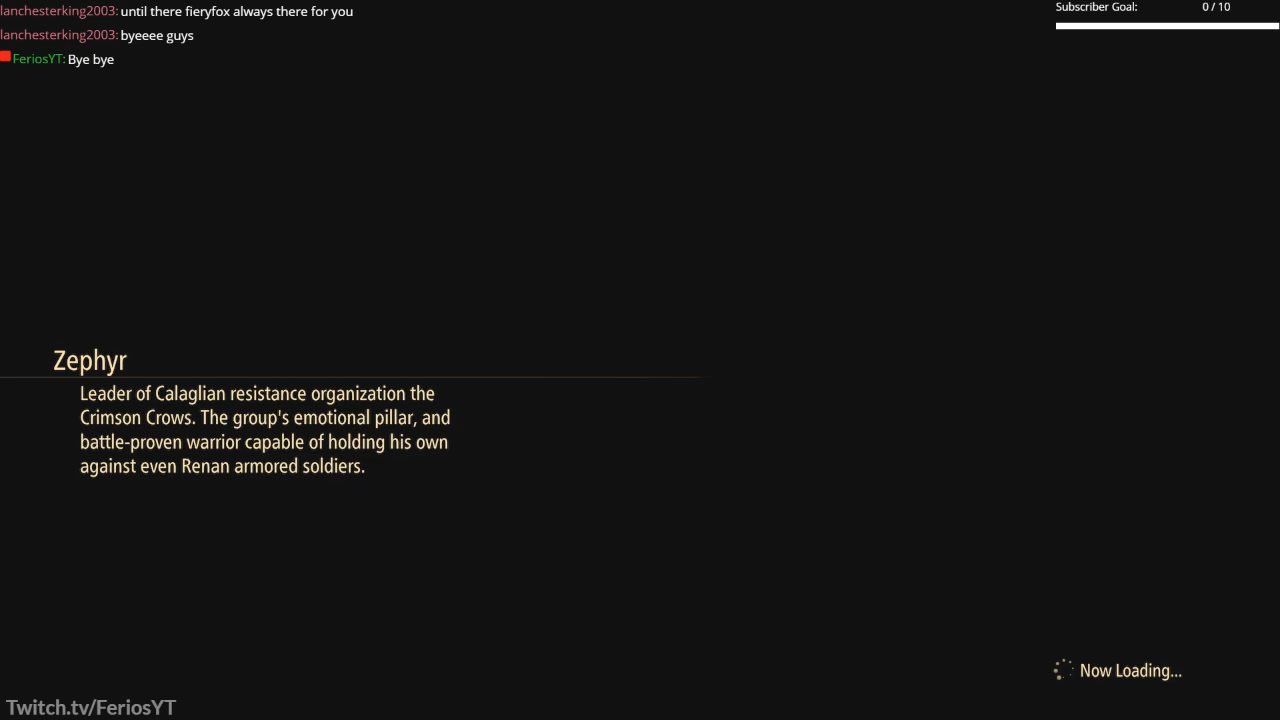 lanchesterking2003: until there fieryfox always there for you
Subscriber Goal: 0 / 10
lanchesterking2003: byeeee guys
FeriosYT: Bye bye
Zephyr
Leader of Calaglian resistance organization the
Crimson Crows. The group's emotional pillar, and
battle-proven warrior capable of holding his own
against even Renan armored soldiers.
Now Loading...
Twitch.tv/FeriosYT